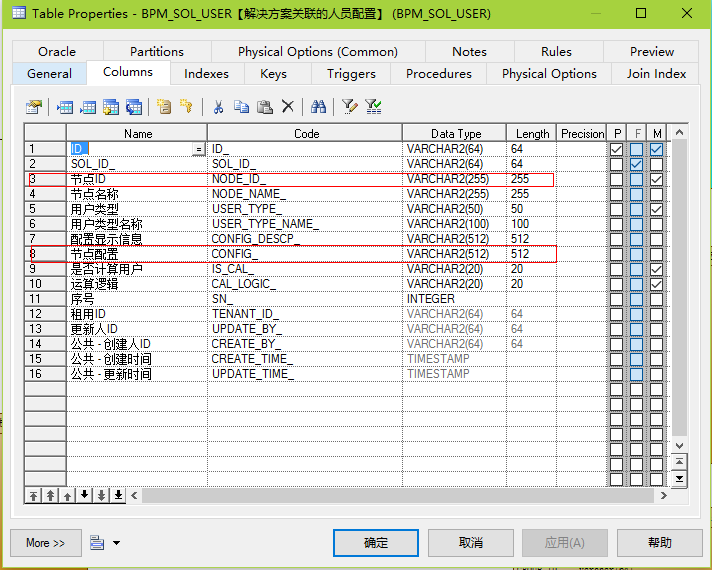 Table Properties - BPM_SOL_USER【解决方案关联的人员配置】 (BPM_SOL_USER)
Oracle Partitions Physical Options (Common) Notes Rules Preview
General Columns Indexes Keys Triggers Procedures Physical Options Join Index
Name Code Data Type Length Precision P F M
1 ID_ = ID_ VARCHAR2(64) 64
2 SOL_ID_ SOL_ID_ VARCHAR2(64) 64
3 节点ID NODE_ID_ VARCHAR2(255) 255
4 节点名称 NODE_NAME_ VARCHAR2(255) 255
5 用户类型 USER_TYPE_ VARCHAR2(50) 50
6 用户类型名称 USER_TYPE_NAME_ VARCHAR2(100) 100
7 配置显示信息 CONFIG_DESCP_ VARCHAR2(512) 512
8 节点配置 CONFIG_ VARCHAR2(512) 512
9 是否计算用户 IS_CAL_ VARCHAR2(20) 20
10 运算逻辑 CAL_LOGIC_ VARCHAR2(20) 20
11 序号 SN_ INTEGER
12 租用ID TENANT_ID_ VARCHAR2(64) 64
13 更新人ID UPDATE_BY_ VARCHAR2(64) 64
14 公共 - 创建人ID CREATE_BY_ VARCHAR2(64) 64
15 公共 - 创建时间 CREATE_TIME_ TIMESTAMP
16 公共 - 更新时间 UPDATE_TIME_ TIMESTAMP
More >> 确定 取消 应用(A) 帮助